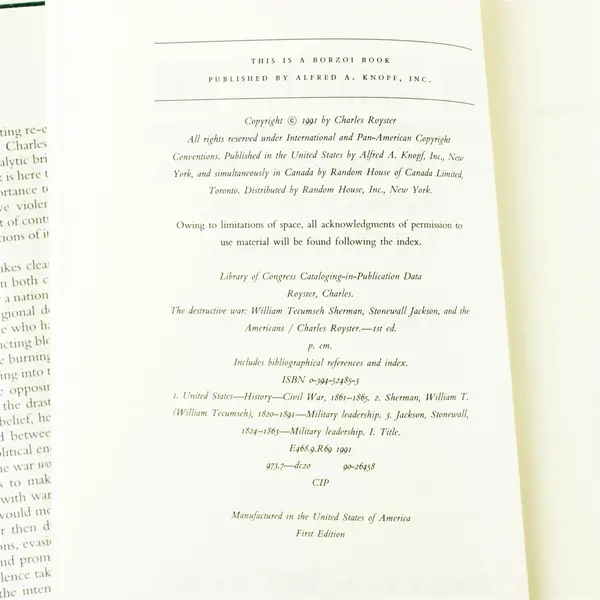 THIS IS A BORZOI BOOK
PUBLISHED BY ALFRED A. KNOPF, INC.
Copyright © 1991 by Charles Royster
All rights reserved under International and Pan-American Copyright
Conventions. Published in the United States by Alfred A. Knopf, Inc., New
York, and simultaneously in Canada by Random House of Canada Limited,
Toronto. Distributed by Random House, Inc., New York.
Owing to limitations of space, all acknowledgments of permission to
use material will be found following the index.
Library of Congress Cataloging-in-Publication Data
Royster, Charles.
The destructive war: William Tecumseh Sherman, Stonewall Jackson, and the
Americans / Charles Royster.—1st ed.
p. cm.
Includes bibliographical references and index.
ISBN 0-394-52485-3
1. United States—History—Civil War, 1861-1865. 2. Sherman, William T.
(William Tecumseh), 1820-1891—Military leadership. 3. Jackson, Stonewall,
1824-1863—Military leadership. I. Title.
E468.9.R69 1991
973.7—dc20 90-26458
CIP
Manufactured in the United States of America
First Edition